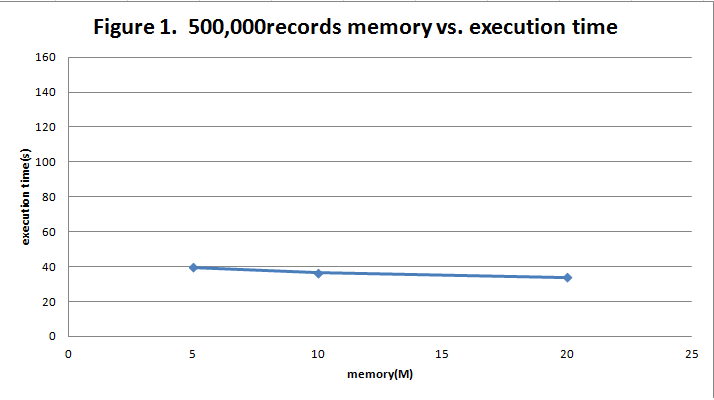 Figure 1. 500,000records memory vs. execution time
160
140
120
100
80
60
40
20
0
execution time(s)
0 5 10 15 20 25
memory(M)